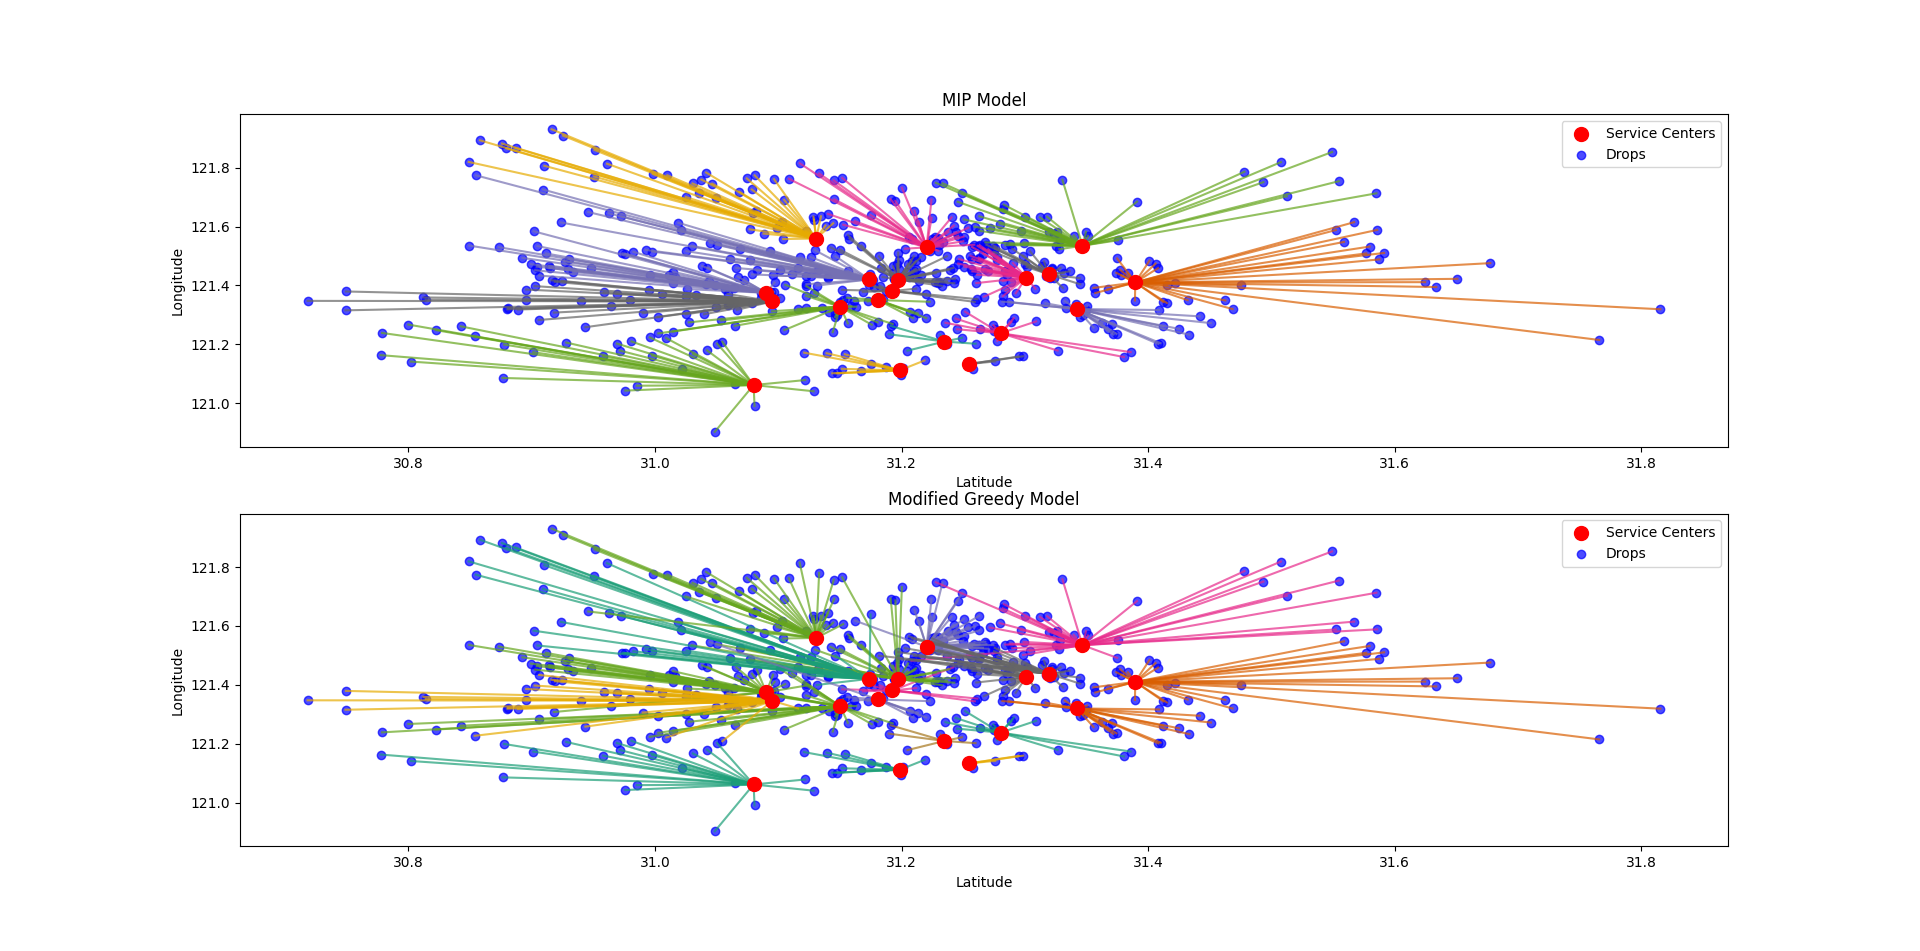 MIP Model
Service Centers
Drops
Longitude
121.8
121.6
121.4
121.2
121.0
30.8 31.0 31.2 31.4 31.6 31.8
Latitude
Modified Greedy Model
Service Centers
Drops
Longitude
121.8
121.6
121.4
121.2
121.0
30.8 31.0 31.2 31.4 31.6 31.8
Latitude